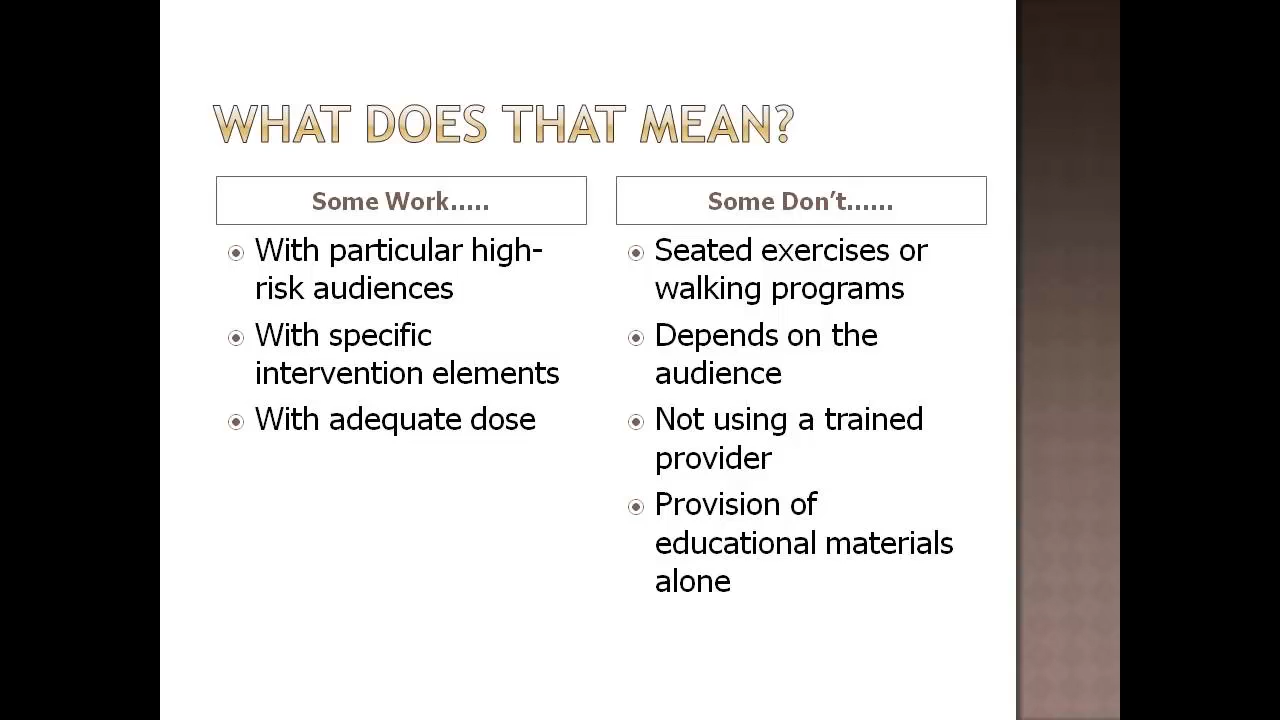 WHAT DOES THAT MEAN?
Some Work.....
With particular high-
risk audiences
With specific
intervention elements
With adequate dose
Some Don’t......
Seated exercises or
walking programs
Depends on the
audience
Not using a trained
provider
Provision of
educational materials
alone